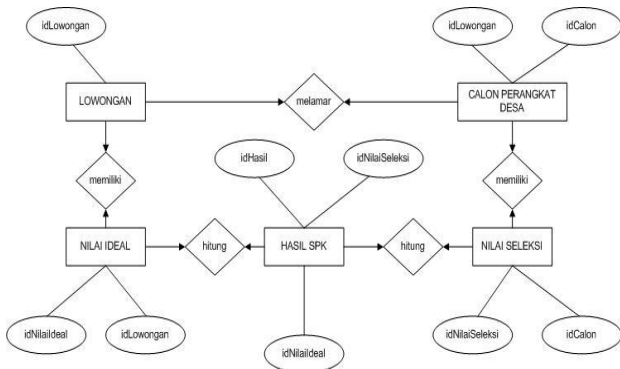 idLowongan
idLowongan
idCalon
LOWONGAN
melamar
CALON PERANGKAT
DESA
idHasil
idNilaiSeleksi
memiliki
memiliki
NILAI IDEAL
hitung
HASIL SPK
hitung
NILAI SELEKSI
idNilaiIdeal
idLowongan
idNilaiSeleksi
idCalon
idNilaiIdeal